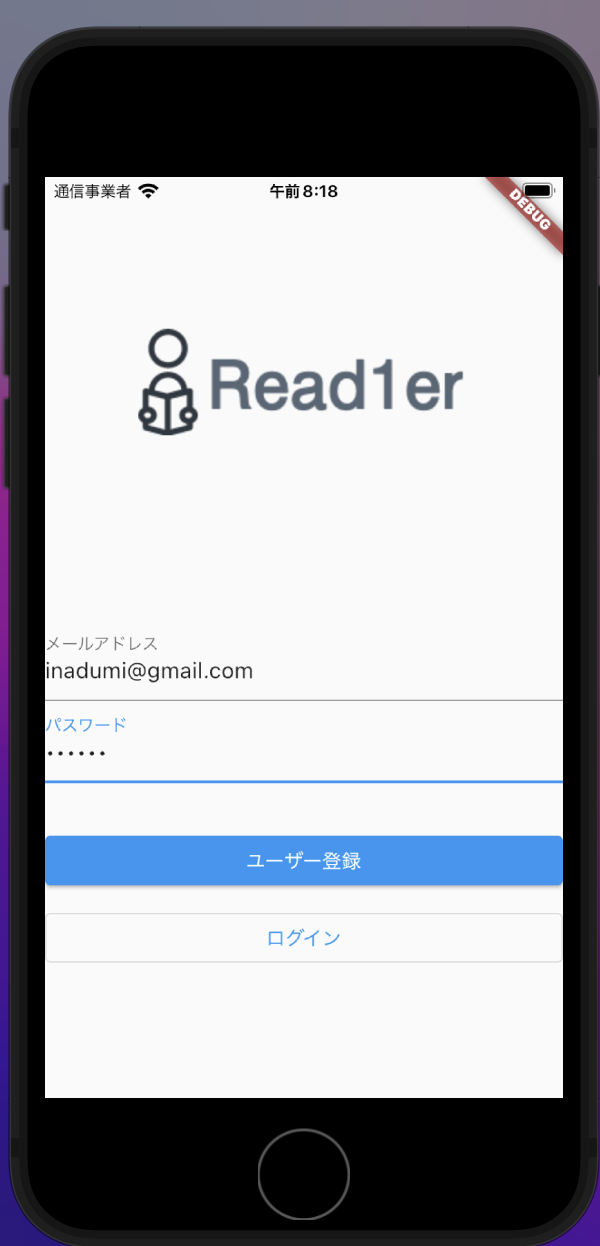 通信事業者 午前8:18
DEBUG
Read1er
メールアドレス
inadumi@gmail.com
パスワード
••••••
ユーザー登録
ログイン